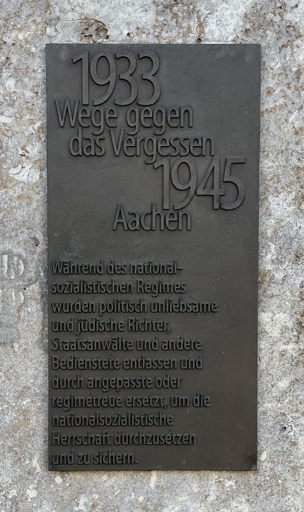 1933
Wege gegen
das Vergessen
1945
Aachen
Während des national-
sozialistischen Regimes
wurden politisch unliebsame
und jüdische Richter,
Staatsanwälte und andere
Bedienstete entlassen und
durch angepasste oder
regimetreue ersetzt, um die
nationalsozialistische
Herrschaft durchzusetzen
und zu sichern.